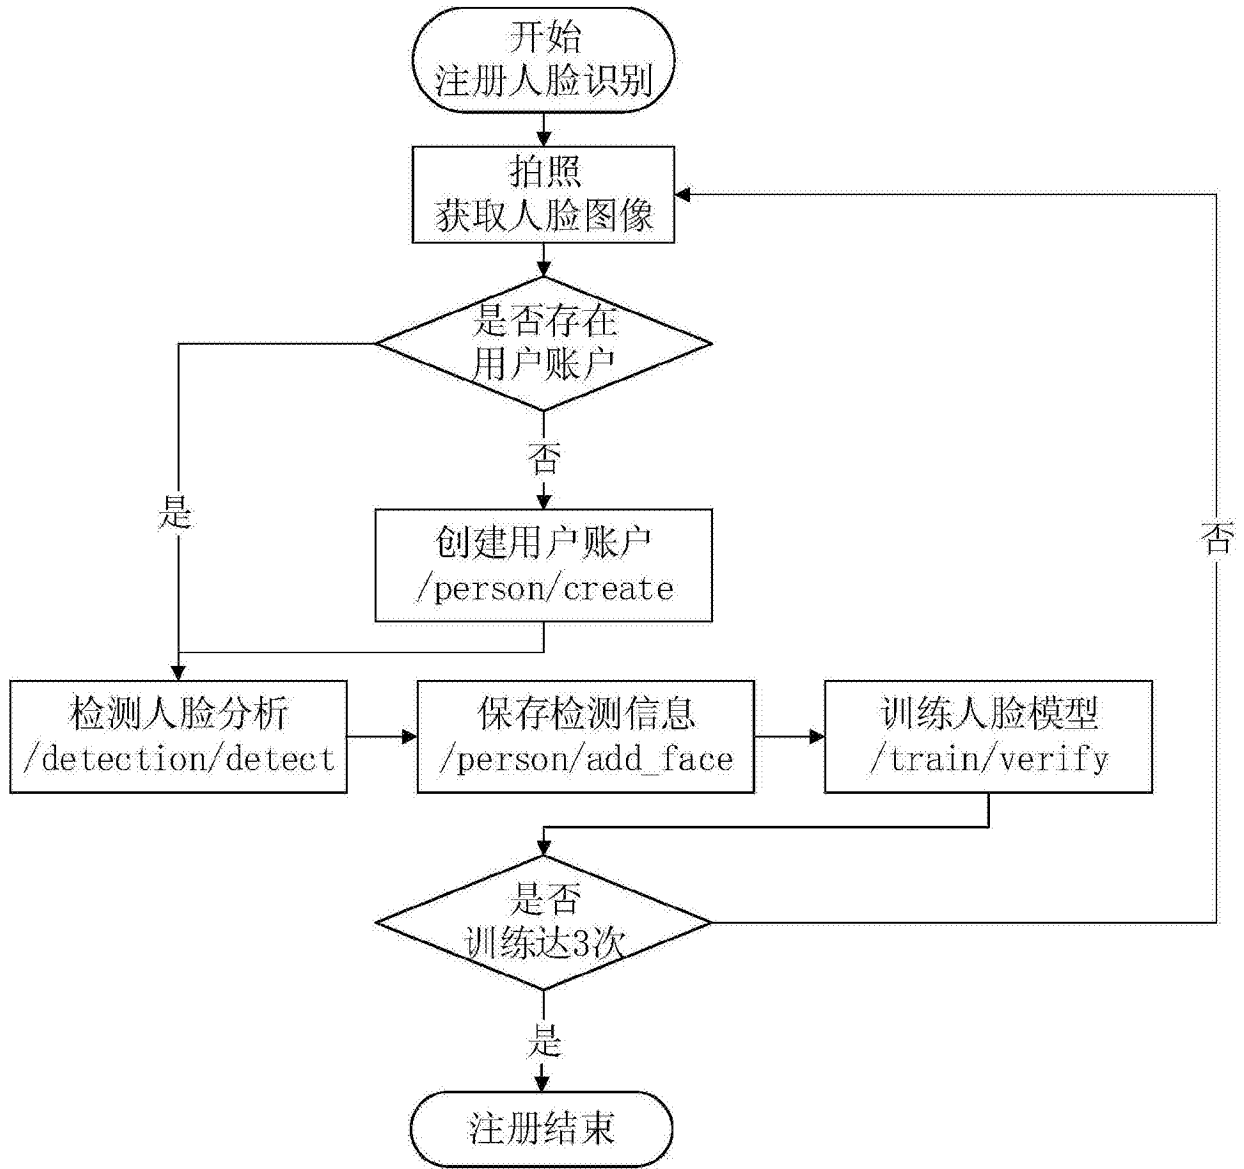 开始
注册人脸识别
拍照
获取人脸图像
是否存在
用户账户
否
是
创建用户账户
/person/create
否
检测人脸分析
/detection/detect
保存检测信息
/person/add_face
训练人脸模型
/train/verify
是否
训练达3次
是
注册结束